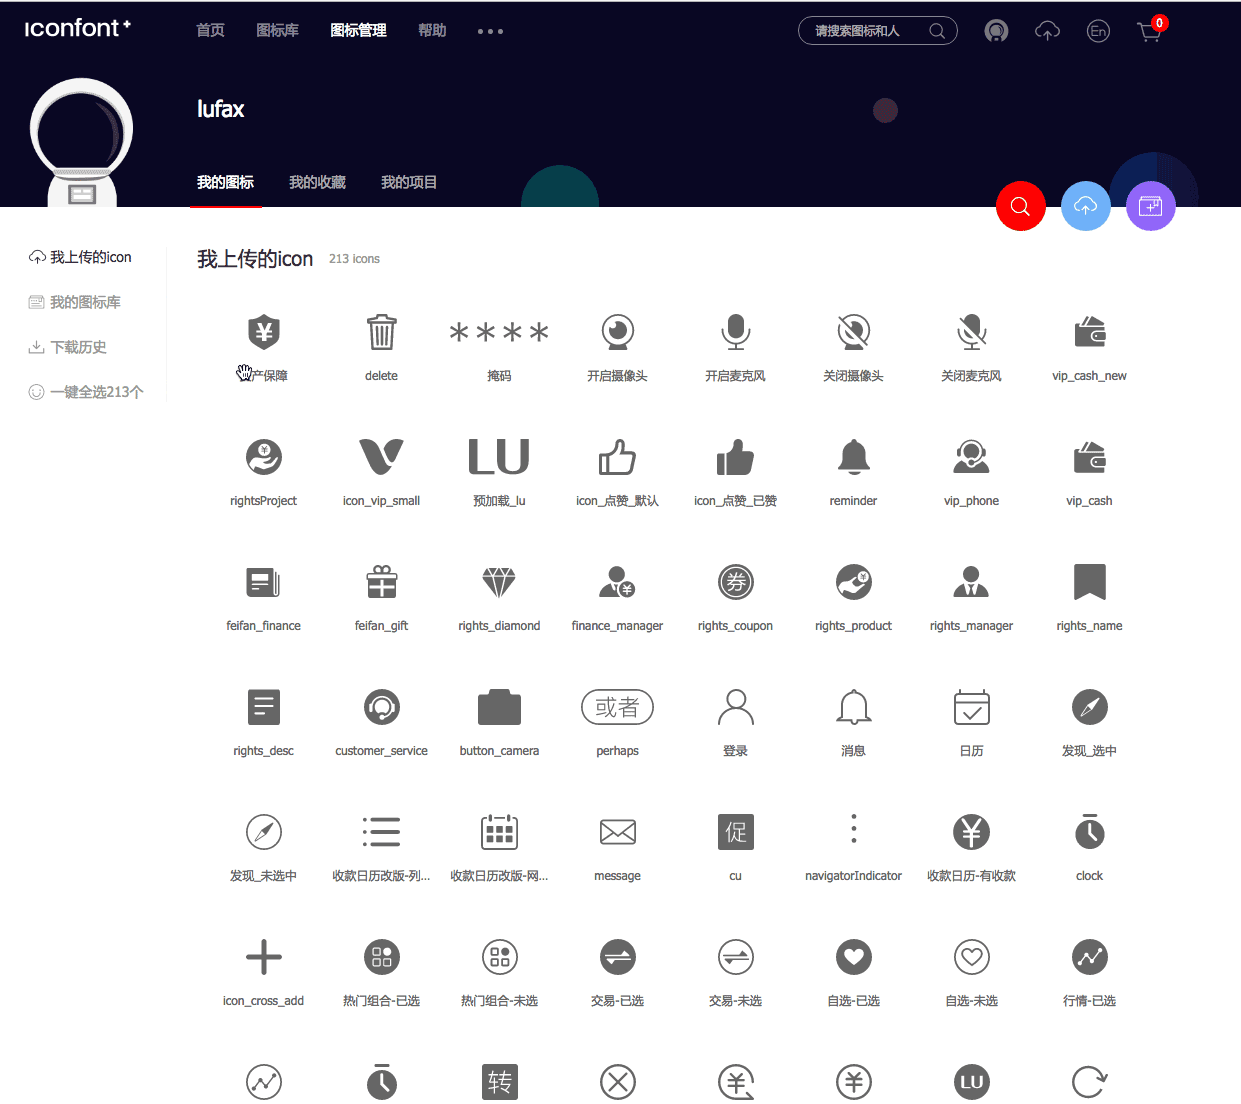 iconfont+
首页 图标库 图标管理 帮助
请搜索图标和人
En
0
lufax
我的图标 我的收藏 我的项目
我上传的icon
我的图标库
下载历史
一键全选213个
我上传的icon 213 icons
¥
产保障 delete 掩码 开启摄像头 开启麦克风 关闭摄像头 关闭麦克风 vip_cash_new
¥ LU
rightsProject icon_vip_small 预加载_lu icon_点赞_默认 icon_点赞_已赞 reminder vip_phone vip_cash
¥ 券 ¥
feifan_finance feifan_gift rights_diamond finance_manager rights_coupon rights_product rights_manager rights_name
或者
rights_desc customer_service button_camera perhaps 登录 消息 日历 发现_选中
促 ¥
发现_未选中 收款日历改版-列... 收款日历改版-网... message cu navigatorIndicator 收款日历-有收款 clock
icon_cross_add 热门组合-已选 热门组合-未选 交易-已选 交易-未选 自选-已选 自选-未选 行情-已选
转 ¥ ¥ LU